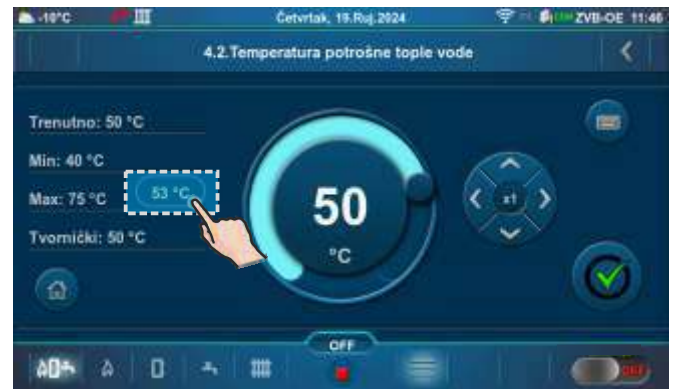 -10°C Četvrtak, 19.Ruj.2024 ZVB-OE 11:46
4.2.Temperatura potrošne tople vode
Trenutno: 50 °C
Min: 40 °C
Max: 75 °C
53 °C
Tvornički: 50 °C
50
°C
x1
OFF
OFF